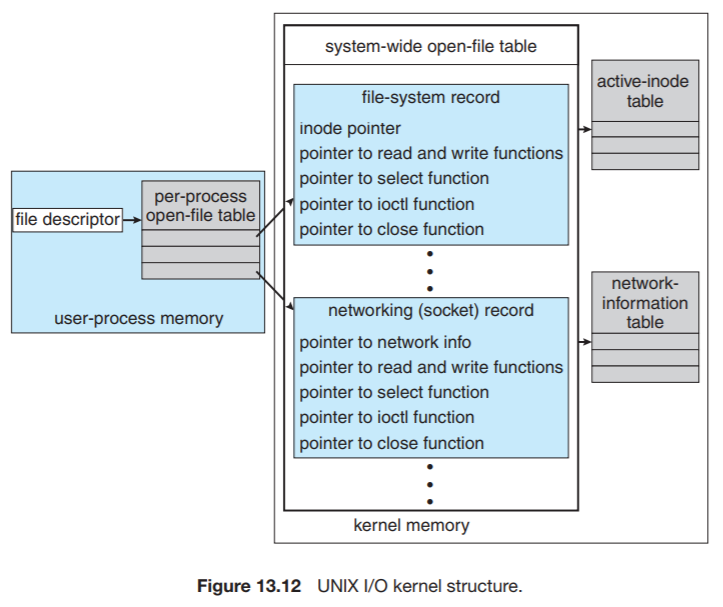 system-wide open-file table
file-system record
inode pointer
pointer to read and write functions
pointer to select function
pointer to ioctl function
pointer to close function
active-inode
table
file descriptor
per-process
open-file table
user-process memory
networking (socket) record
pointer to network info
pointer to read and write functions
pointer to select function
pointer to ioctl function
pointer to close function
network-
information
table
kernel memory
Figure 13.12 UNIX I/O kernel structure.